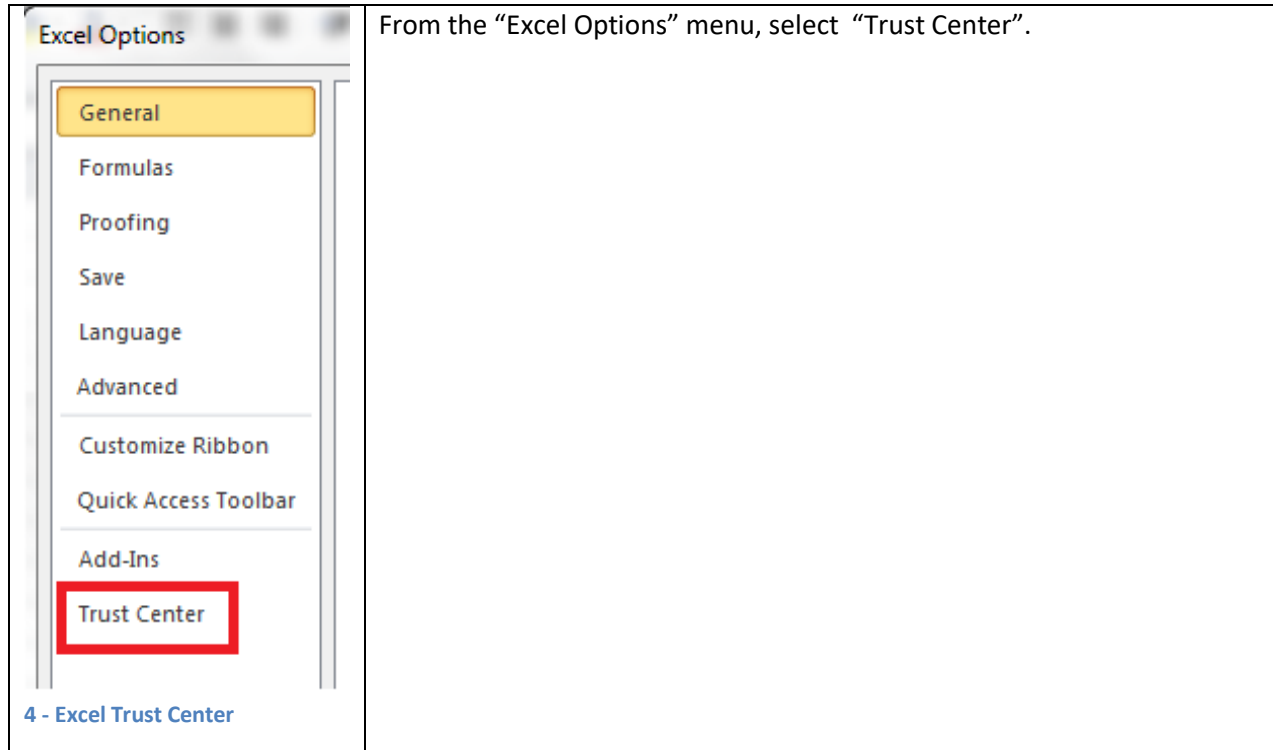 Excel Options
General
Formulas
Proofing
Save
Language
Advanced
Customize Ribbon
Quick Access Toolbar
Add-Ins
Trust Center
4 - Excel Trust Center
From the “Excel Options” menu, select  “Trust Center”.